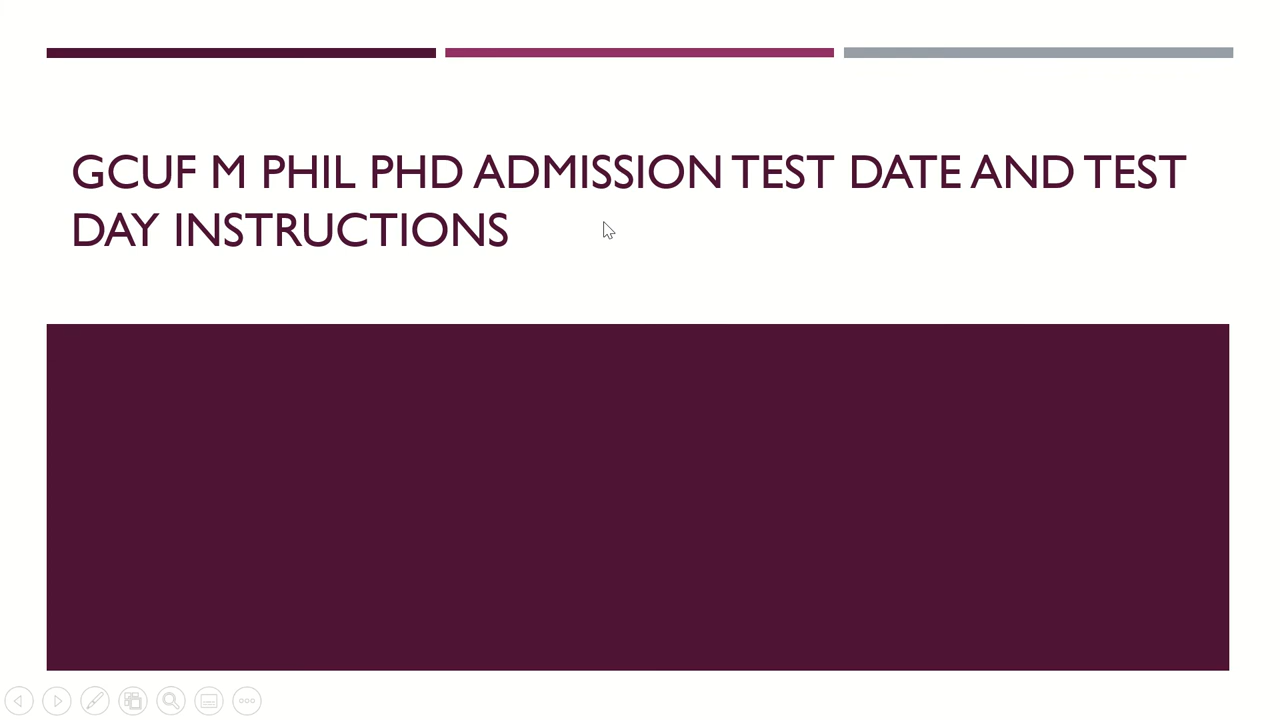 GCUF M PHIL PHD ADMISSION TEST DATE AND TEST
DAY INSTRUCTIONS